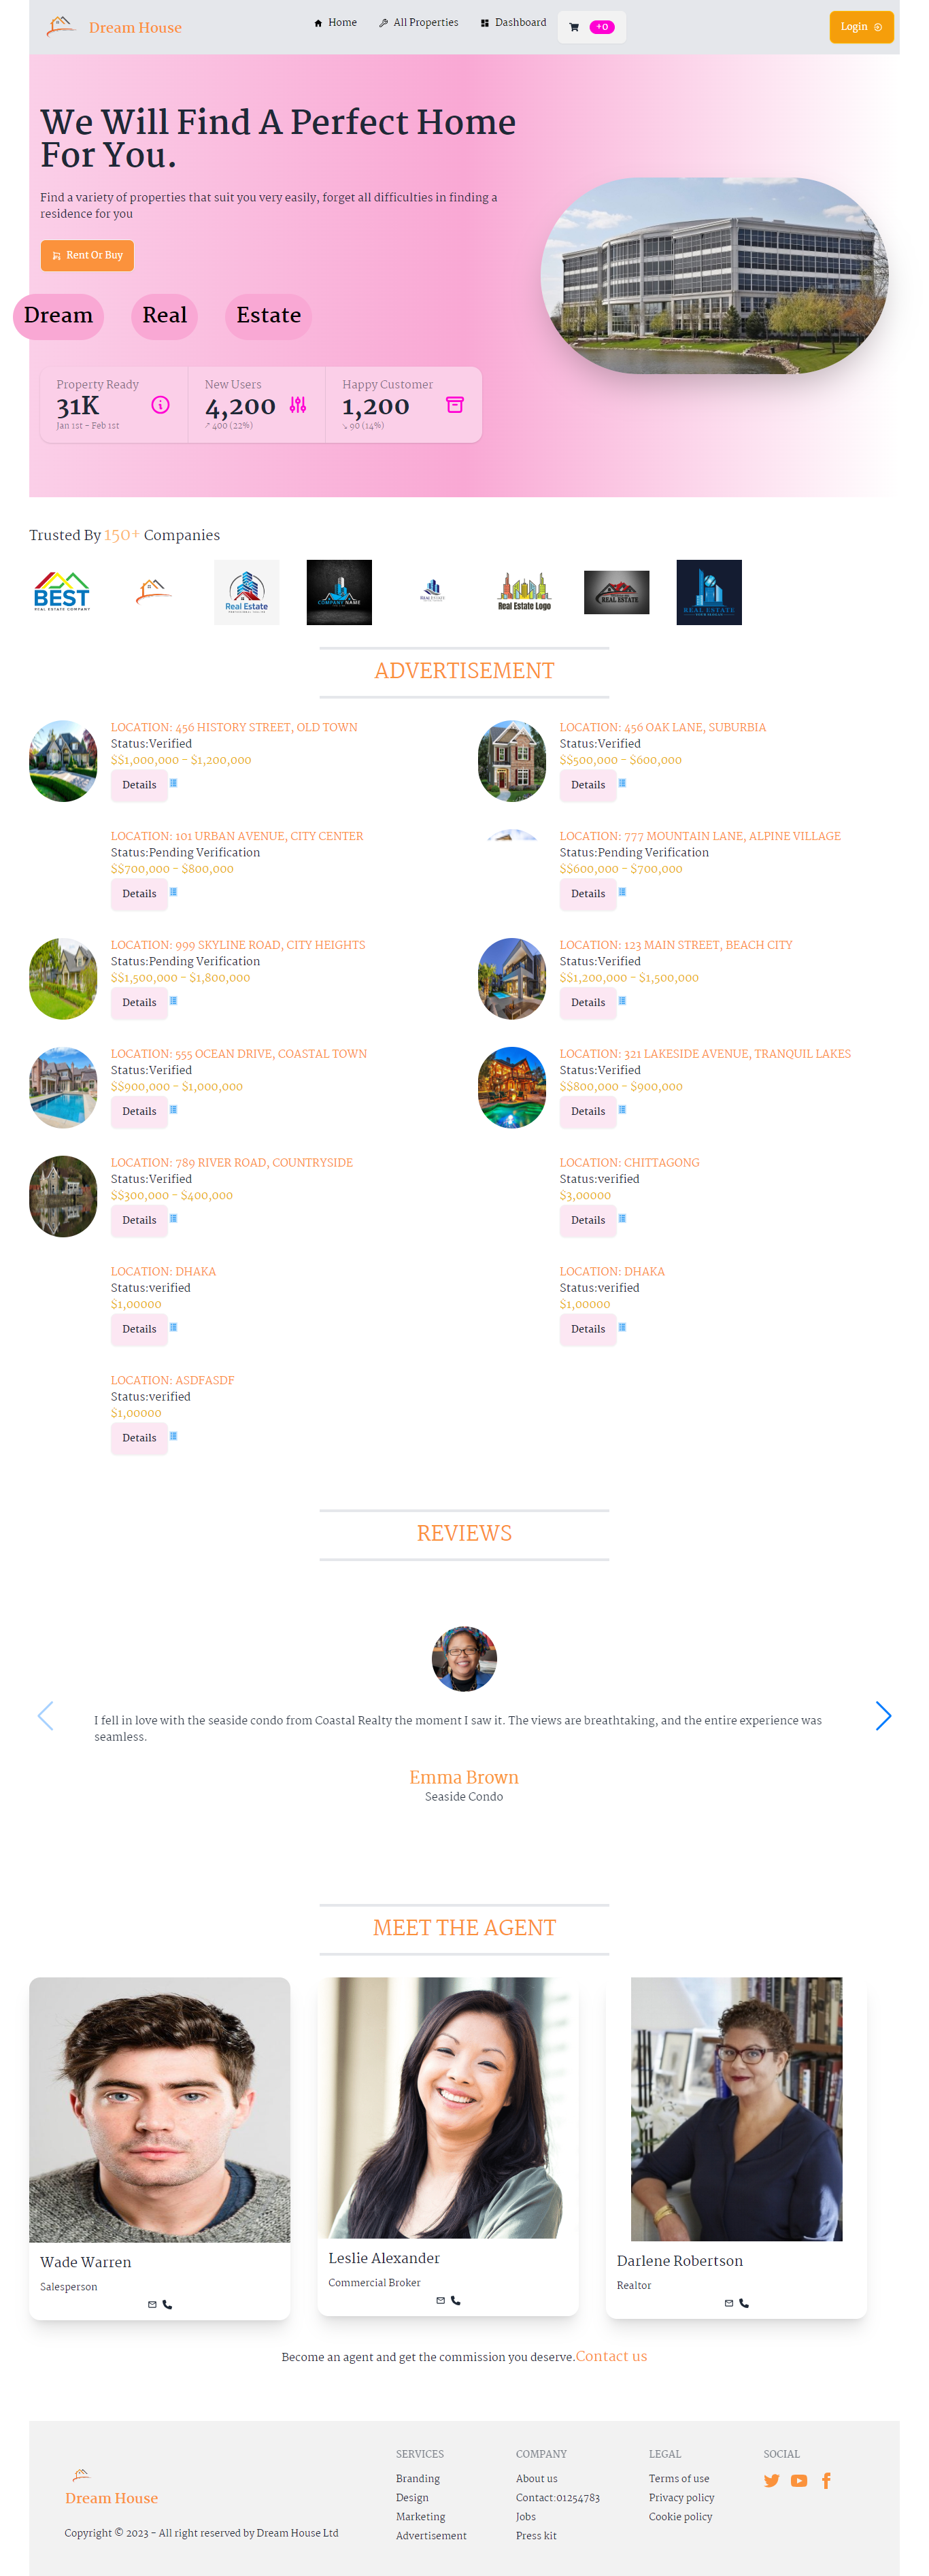 Dream House
Home
All Properties
Dashboard
+0
Login
We Will Find A Perfect Home
For You.
Find a variety of properties that suit you very easily, forget all difficulties in finding a
residence for you
Rent Or Buy
Dream
Real
Estate
Property Ready
31K
Jan 1st - Feb 1st
New Users
4,200
↗ 400 (22%)
Happy Customer
1,200
↘ 90 (14%)
Trusted By 150+ Companies
BEST
REAL ESTATE COMPANY
Real Estate
COMPANY NAME
REAL ESTATE
Real Estate Logo
REAL ESTATE
REAL ESTATE
ADVERTISEMENT
LOCATION: 456 HISTORY STREET, OLD TOWN
Status:Verified
$$1,000,000 - $1,200,000
Details
LOCATION: 456 OAK LANE, SUBURBIA
Status:Verified
$$500,000 - $600,000
Details
LOCATION: 101 URBAN AVENUE, CITY CENTER
Status:Pending Verification
$$700,000 - $800,000
Details
LOCATION: 777 MOUNTAIN LANE, ALPINE VILLAGE
Status:Pending Verification
$$600,000 - $700,000
Details
LOCATION: 999 SKYLINE ROAD, CITY HEIGHTS
Status:Pending Verification
$$1,500,000 - $1,800,000
Details
LOCATION: 123 MAIN STREET, BEACH CITY
Status:Verified
$$1,200,000 - $1,500,000
Details
LOCATION: 555 OCEAN DRIVE, COASTAL TOWN
Status:Verified
$$900,000 - $1,000,000
Details
LOCATION: 321 LAKESIDE AVENUE, TRANQUIL LAKES
Status:Verified
$$800,000 - $900,000
Details
LOCATION: 789 RIVER ROAD, COUNTRYSIDE
Status:Verified
$$300,000 - $400,000
Details
LOCATION: CHITTAGONG
Status:verified
$3,00000
Details
LOCATION: DHAKA
Status:verified
$1,00000
Details
LOCATION: DHAKA
Status:verified
$1,00000
Details
LOCATION: ASDFASDF
Status:verified
$1,00000
Details
REVIEWS
I fell in love with the seaside condo from Coastal Realty the moment I saw it. The views are breathtaking, and the entire experience was
seamless.
Emma Brown
Seaside Condo
MEET THE AGENT
Wade Warren
Salesperson
Leslie Alexander
Commercial Broker
Darlene Robertson
Realtor
Become an agent and get the commission you deserve.Contact us
Dream House
Copyright © 2023 - All right reserved by Dream House Ltd
SERVICES
Branding
Design
Marketing
Advertisement
COMPANY
About us
Contact:01254783
Jobs
Press kit
LEGAL
Terms of use
Privacy policy
Cookie policy
SOCIAL